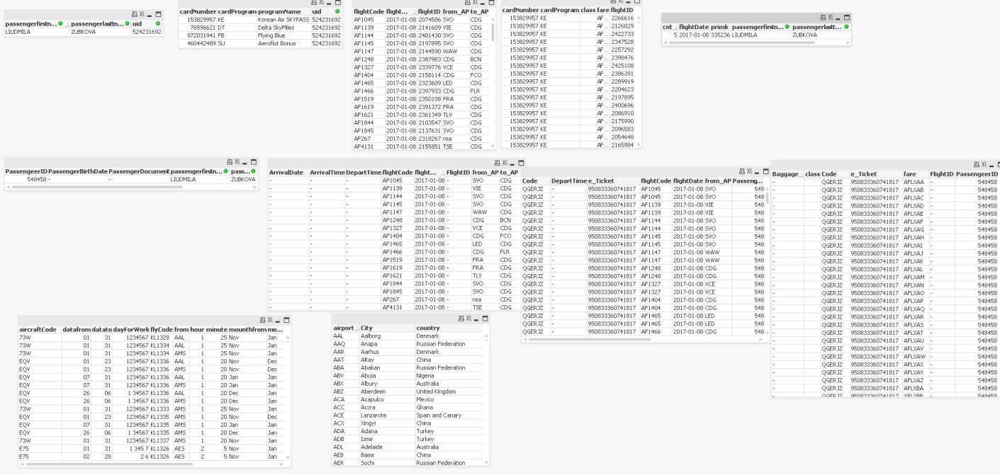 passengerfirstn... passengerlasttn... uid
LIUDMILA ZUBKOVA 524231692
cardNumber cardProgram programName uid
153829957 KE Korean Air SKYPASS 524231692
76596621 DT Delta SkyMiles 524231692
972031941 FB Flying Blue 524231692
460442489 SU Aeroflot Bonus 524231692
flightCode flight... flightID from_AP to_AP
AF1045 2017-01-08 2074586 SVO CDG
AF1139 2017-01-08 2141609 VIE CDG
AF1144 2017-01-08 2401430 SVO CDG
AF1145 2017-01-08 2197895 SVO CDG
AF1147 2017-01-08 2144590 WAW CDG
AF1248 2017-01-08 2387983 CDG BCN
AF1327 2017-01-08 2339776 VCE CDG
AF1404 2017-01-08 2158114 CDG FCO
AF1465 2017-01-08 2323609 LED CDG
AF1466 2017-01-08 2397933 CDG FLR
AF1519 2017-01-08 2350108 FRA CDG
AF1619 2017-01-08 2391372 FRA CDG
AF1621 2017-01-08 2361349 TLV CDG
AF1844 2017-01-08 2103547 SVO CDG
AF1845 2017-01-08 2137631 SVO CDG
AF267 2017-01-08 2318267 rea CDG
AF4131 2017-01-08 2155851 TSE CDG
cardNumber cardProgram class fare flightID
153829957 KE AF... 2266616
153829957 KE AF... 2126029
153829957 KE AF... 2422733
153829957 KE AF... 2347528
153829957 KE AF... 2257292
153829957 KE AF... 2398476
153829957 KE AF... 2425108
153829957 KE AF... 2386391
153829957 KE AF... 2289919
153829957 KE AF... 2204623
153829957 KE AF... 2197895
153829957 KE AF... 2400696
153829957 KE AF... 2086910
153829957 KE AF... 2175990
153829957 KE AF... 2096583
153829957 KE AF... 2054648
153829957 KE AF... 2165984
cnt flightDate primk passengerfirstn... passengerlastt...
5 2017-01-08 335236 LIUDMILA ZUBKOVA
PassengeerID PassengerBirthDate PassengerDocument passengerfirstn... pass...
548458 - - LIUDMILA ZUBKOVA
ArrivalDate ArrivalTime DepartTime flightCode flight... FlightID from_AP to_AP
- - - AF1045 2017-01-08 - SVO CDG
- - - AF1139 2017-01-08 - VIE CDG
- - - AF1144 2017-01-08 - SVO CDG
- - - AF1145 2017-01-08 - SVO CDG
- - - AF1147 2017-01-08 - WAW CDG
- - - AF1248 2017-01-08 - CDG BCN
- - - AF1327 2017-01-08 - VCE CDG
- - - AF1404 2017-01-08 - CDG FCO
- - - AF1465 2017-01-08 - LED CDG
- - - AF1466 2017-01-08 - CDG FLR
- - - AF1519 2017-01-08 - FRA CDG
- - - AF1619 2017-01-08 - FRA CDG
- - - AF1621 2017-01-08 - TLV CDG
- - - AF1844 2017-01-08 - SVO CDG
- - - AF1845 2017-01-08 - SVO CDG
- - - AF267 2017-01-08 - rea CDG
- - - AF4131 2017-01-08 - TSE CDG
Code DepartTime e_Ticket flightCode flightDate from_AP Passeng...
QGERJZ - 950833360741817 AF1045 2017-01-08 SVO 548
QGERJZ - 950833360741817 AF1045 2017-01-08 SVO 548
QGERJZ - 950833360741817 AF1139 2017-01-08 VIE 548
QGERJZ - 950833360741817 AF1139 2017-01-08 VIE 548
QGERJZ - 950833360741817 AF1144 2017-01-08 SVO 548
QGERJZ - 950833360741817 AF1144 2017-01-08 SVO 548
QGERJZ - 950833360741817 AF1145 2017-01-08 SVO 548
QGERJZ - 950833360741817 AF1145 2017-01-08 SVO 548
QGERJZ - 950833360741817 AF1147 2017-01-08 WAW 548
QGERJZ - 950833360741817 AF1147 2017-01-08 WAW 548
QGERJZ - 950833360741817 AF1248 2017-01-08 CDG 548
QGERJZ - 950833360741817 AF1248 2017-01-08 CDG 548
QGERJZ - 950833360741817 AF1327 2017-01-08 VCE 548
QGERJZ - 950833360741817 AF1327 2017-01-08 VCE 548
QGERJZ - 950833360741817 AF1404 2017-01-08 CDG 548
QGERJZ - 950833360741817 AF1404 2017-01-08 CDG 548
QGERJZ - 950833360741817 AF1465 2017-01-08 LED 548
QGERJZ - 950833360741817 AF1465 2017-01-08 LED 548
QGERJZ - 950833360741817 AF1466 2017-01-08 CDG 548
Baggage class Code e_Ticket fare FlightID PassengeerID
- QGERJZ 950833360741817 AFLXAA - 548458
- QGERJZ 950833360741817 AFLXAB - 548458
- QGERJZ 950833360741817 AFLXAC - 548458
- QGERJZ 950833360741817 AFLXAD - 548458
- QGERJZ 950833360741817 AFLXAE - 548458
- QGERJZ 950833360741817 AFLXAF - 548458
- QGERJZ 950833360741817 AFLXAG - 548458
- QGERJZ 950833360741817 AFLXAH - 548458
- QGERJZ 950833360741817 AFLXAI - 548458
- QGERJZ 950833360741817 AFLXAJ - 548458
- QGERJZ 950833360741817 AFLXAK - 548458
- QGERJZ 950833360741817 AFLXAL - 548458
- QGERJZ 950833360741817 AFLXAM - 548458
- QGERJZ 950833360741817 AFLXAN - 548458
- QGERJZ 950833360741817 AFLXAO - 548458
- QGERJZ 950833360741817 AFLXAP - 548458
- QGERJZ 950833360741817 AFLXAQ - 548458
- QGERJZ 950833360741817 AFLXAR - 548458
- QGERJZ 950833360741817 AFLXAS - 548458
- QGERJZ 950833360741817 AFLXAT - 548458
- QGERJZ 950833360741817 AFLXAU - 548458
- QGERJZ 950833360741817 AFLXAV - 548458
- QGERJZ 950833360741817 AFLXAW - 548458
- QGERJZ 950833360741817 AFLXAX - 548458
- QGERJZ 950833360741817 AFLXAY - 548458
- QGERJZ 950833360741817 AFLXAZ - 548458
- QGERJZ 950833360741817 AFLXBA - 548458
aircraftCode datafrom datato dayForWork flyCode from hour minute mounthfrom mo...
73W 01 31 1234567 KL1328 AAL 1 25 Nov Jan
73W 01 31 1234567 KL1334 AAL 1 25 Nov Jan
73W 01 31 1234567 KL1334 AMS 1 25 Nov Jan
EQV 01 23 1234567 KL1336 AAL 1 20 Nov Dec
EQV 01 23 1234567 KL1336 AMS 1 20 Nov Dec
EQV 07 31 1234567 KL1336 AAL 1 20 Jan Jan
EQV 07 31 1234567 KL1336 AMS 1 20 Jan Jan
EQV 26 06 1 34567 KL1336 AAL 1 20 Dec Jan
EQV 26 06 1 34567 KL1336 AMS 1 20 Dec Jan
73W 01 31 1234567 KL1333 AMS 1 25 Nov Jan
EQV 01 23 1234567 KL1335 AMS 1 20 Nov Dec
EQV 07 31 1234567 KL1335 AMS 1 20 Jan Jan
EQV 26 06 1 34567 KL1335 AMS 1 20 Dec Jan
73W 01 31 1234567 KL1337 AMS 1 20 Nov Jan
E75 01 31 1 345 7 KL1326 AES 2 5 Nov Jan
E75 02 28 2 6 KL1326 AES 2 5 Nov Jan
airport City country
AAL Aalborg Denmark
AAQ Anapa Russian Federation
AAR Aarhus Denmark
AAT Altay China
ABA Abakan Russian Federation
ABV Abuja Nigeria
ABX Albury Australia
ABZ Aberdeen United Kingdom
ACA Acapulco Mexico
ACC Accra Ghana
ACE Lanzarote Spain and Canary
ACX Xingyi China
ADA Adana Turkey
ADB Izmir Turkey
ADL Adelaide Australia
AEB Baise China
AER Sochi Russian Federation